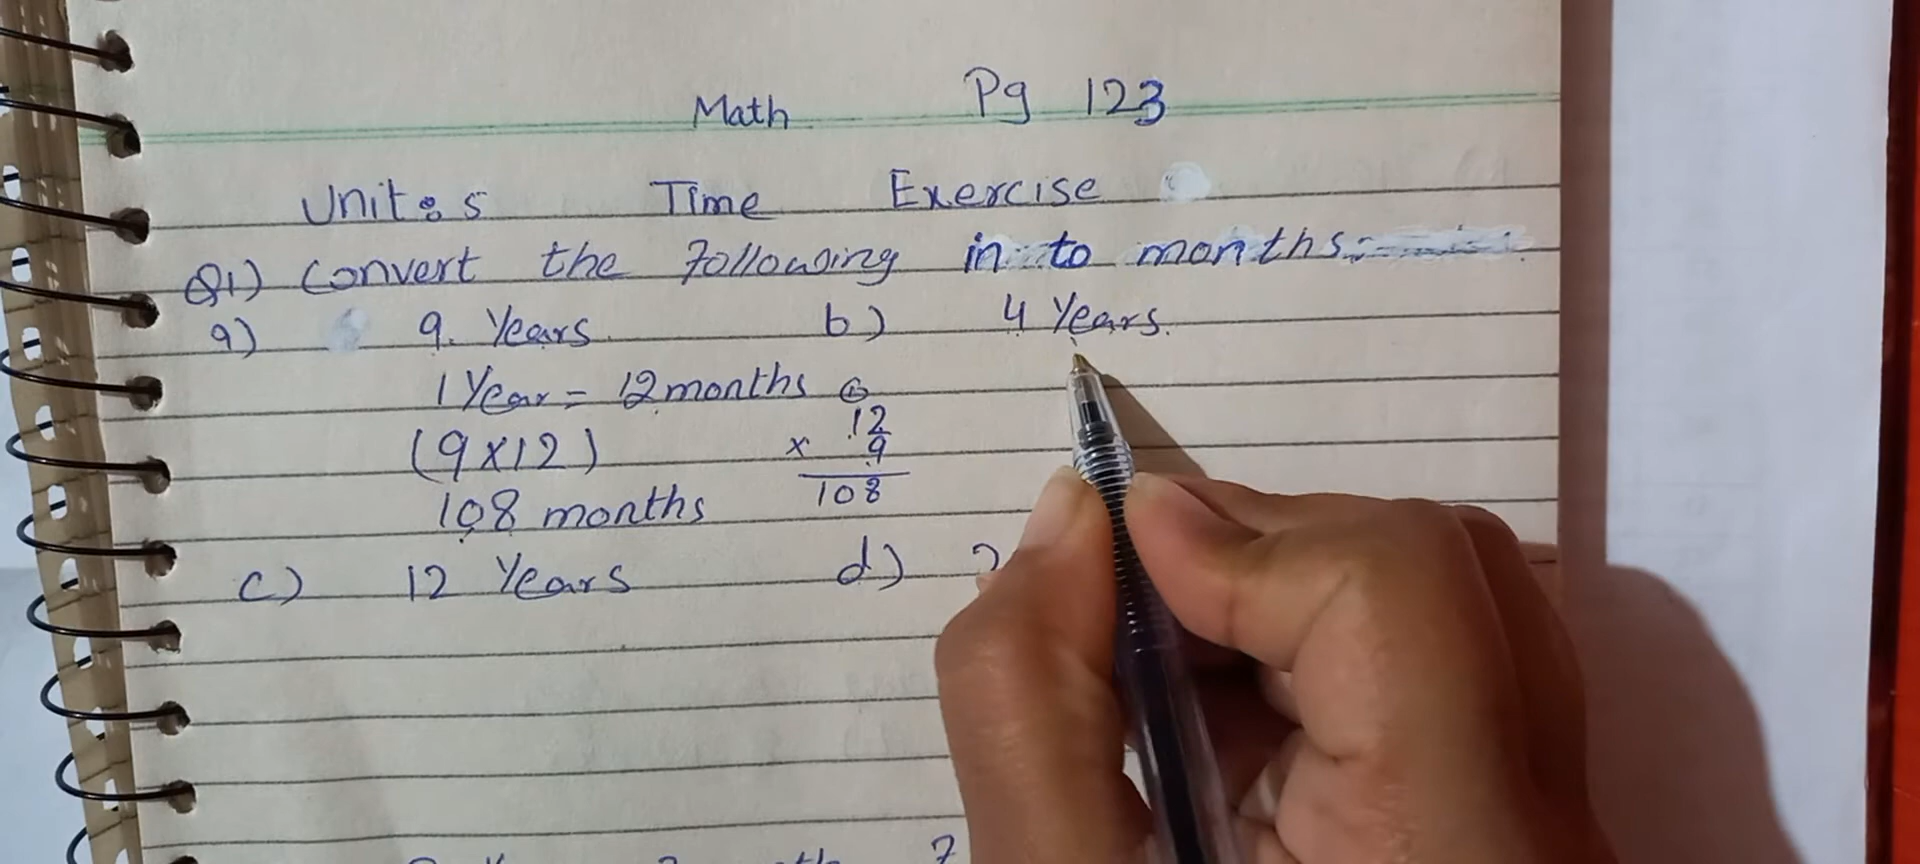 Math Pg 123
Unit: 5 Time Exercise
Q1) Convert the following in to months:
a) 9. Years b) 4 Years.
1 Year = 12 months
12
(9x12) x 9
108 months 108
c) 12 Years d)